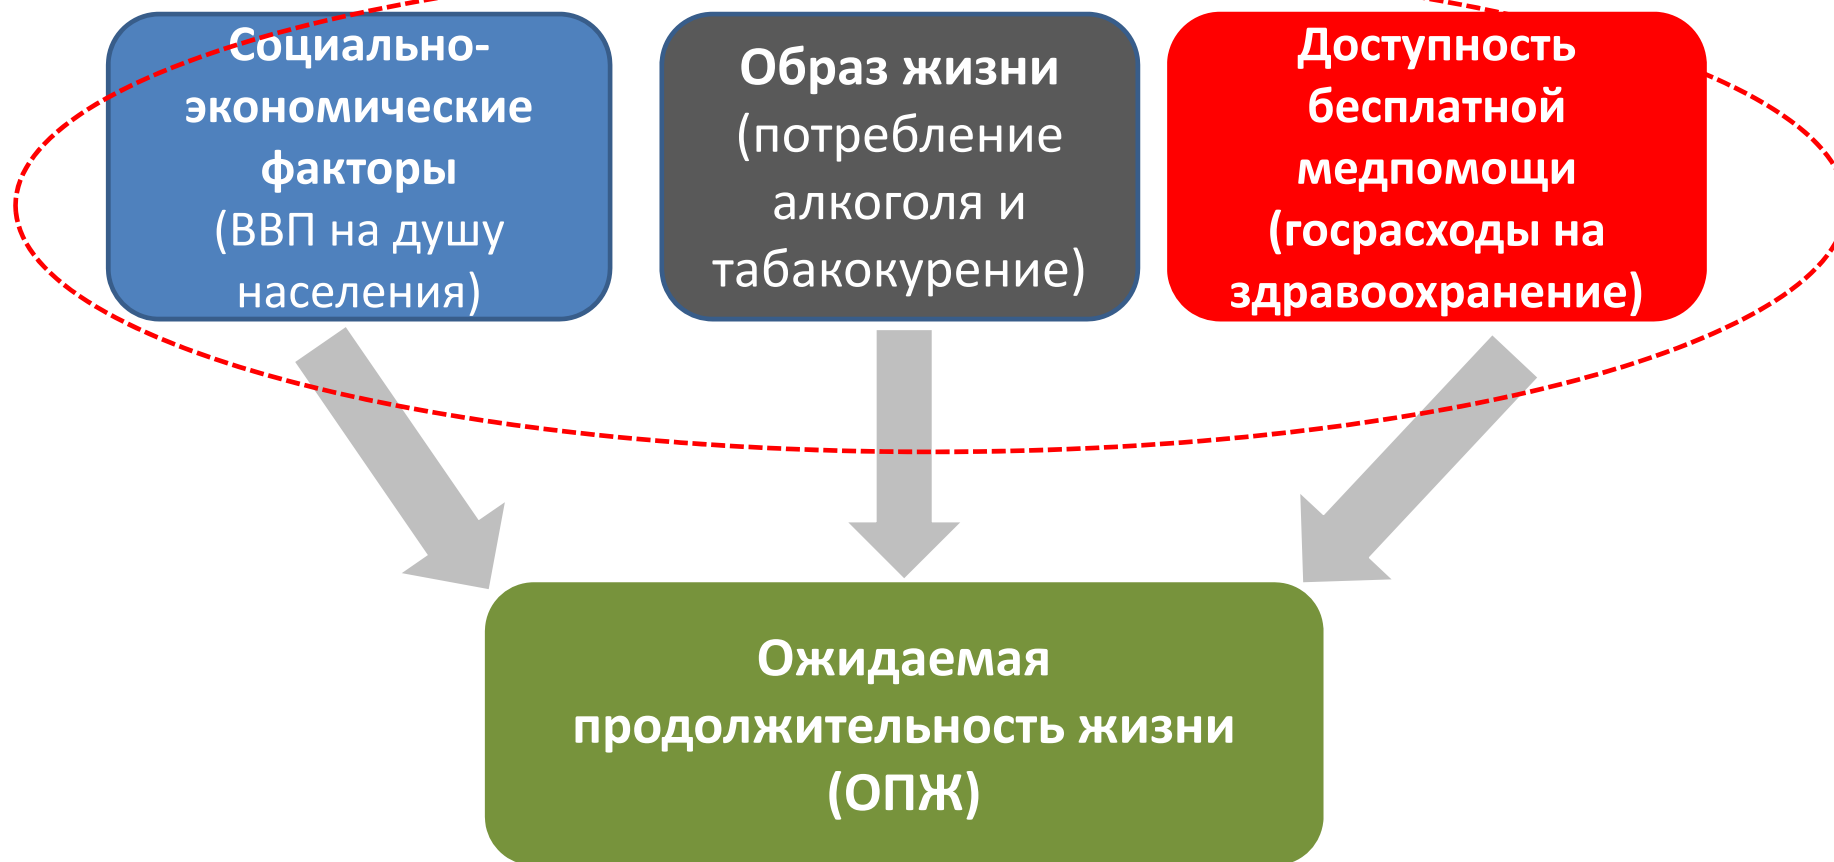 Социально-
экономические
факторы
(ВВП на душу
населения)
Образ жизни
(потребление
алкоголя и
табакокурение)
Доступность
бесплатной
медпомощи
(госрасходы на
здравоохранение)
Ожидаемая
продолжительность жизни
(ОПЖ)